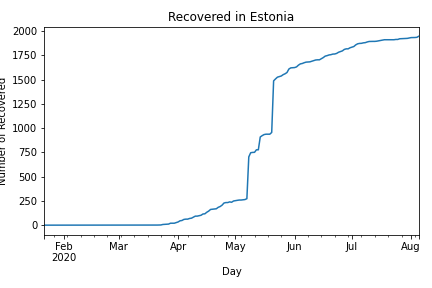 Recovered in Estonia
2000
1750
1500
1250
1000
750
500
250
0
Number of Recovered
Feb
2020
Mar
Apr
May
Jun
Jul
Aug
Day